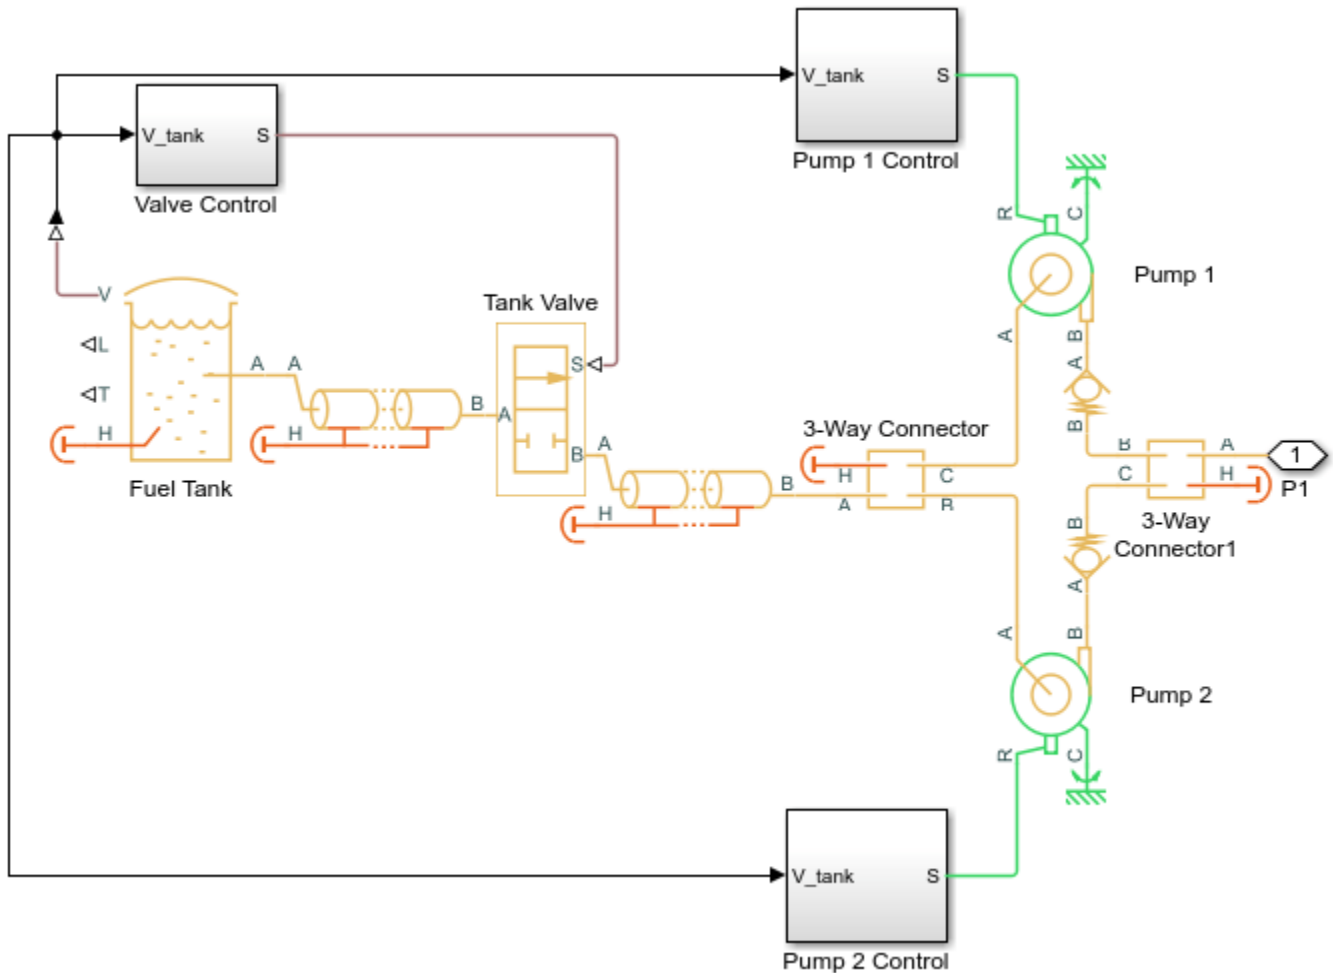 V_tank S
Pump 1 Control
V_tank S
Valve Control
R
C
V
Pump 1
Tank Valve
L
S
A
B
A A
A
T
B
A
H
H
B
A
3-Way Connector
B
A
1
B
A
H
C
C
H
P1
Fuel Tank
B
A
B
H
B
3-Way
Connector1
A
A
B
Pump 2
R
C
V_tank S
Pump 2 Control